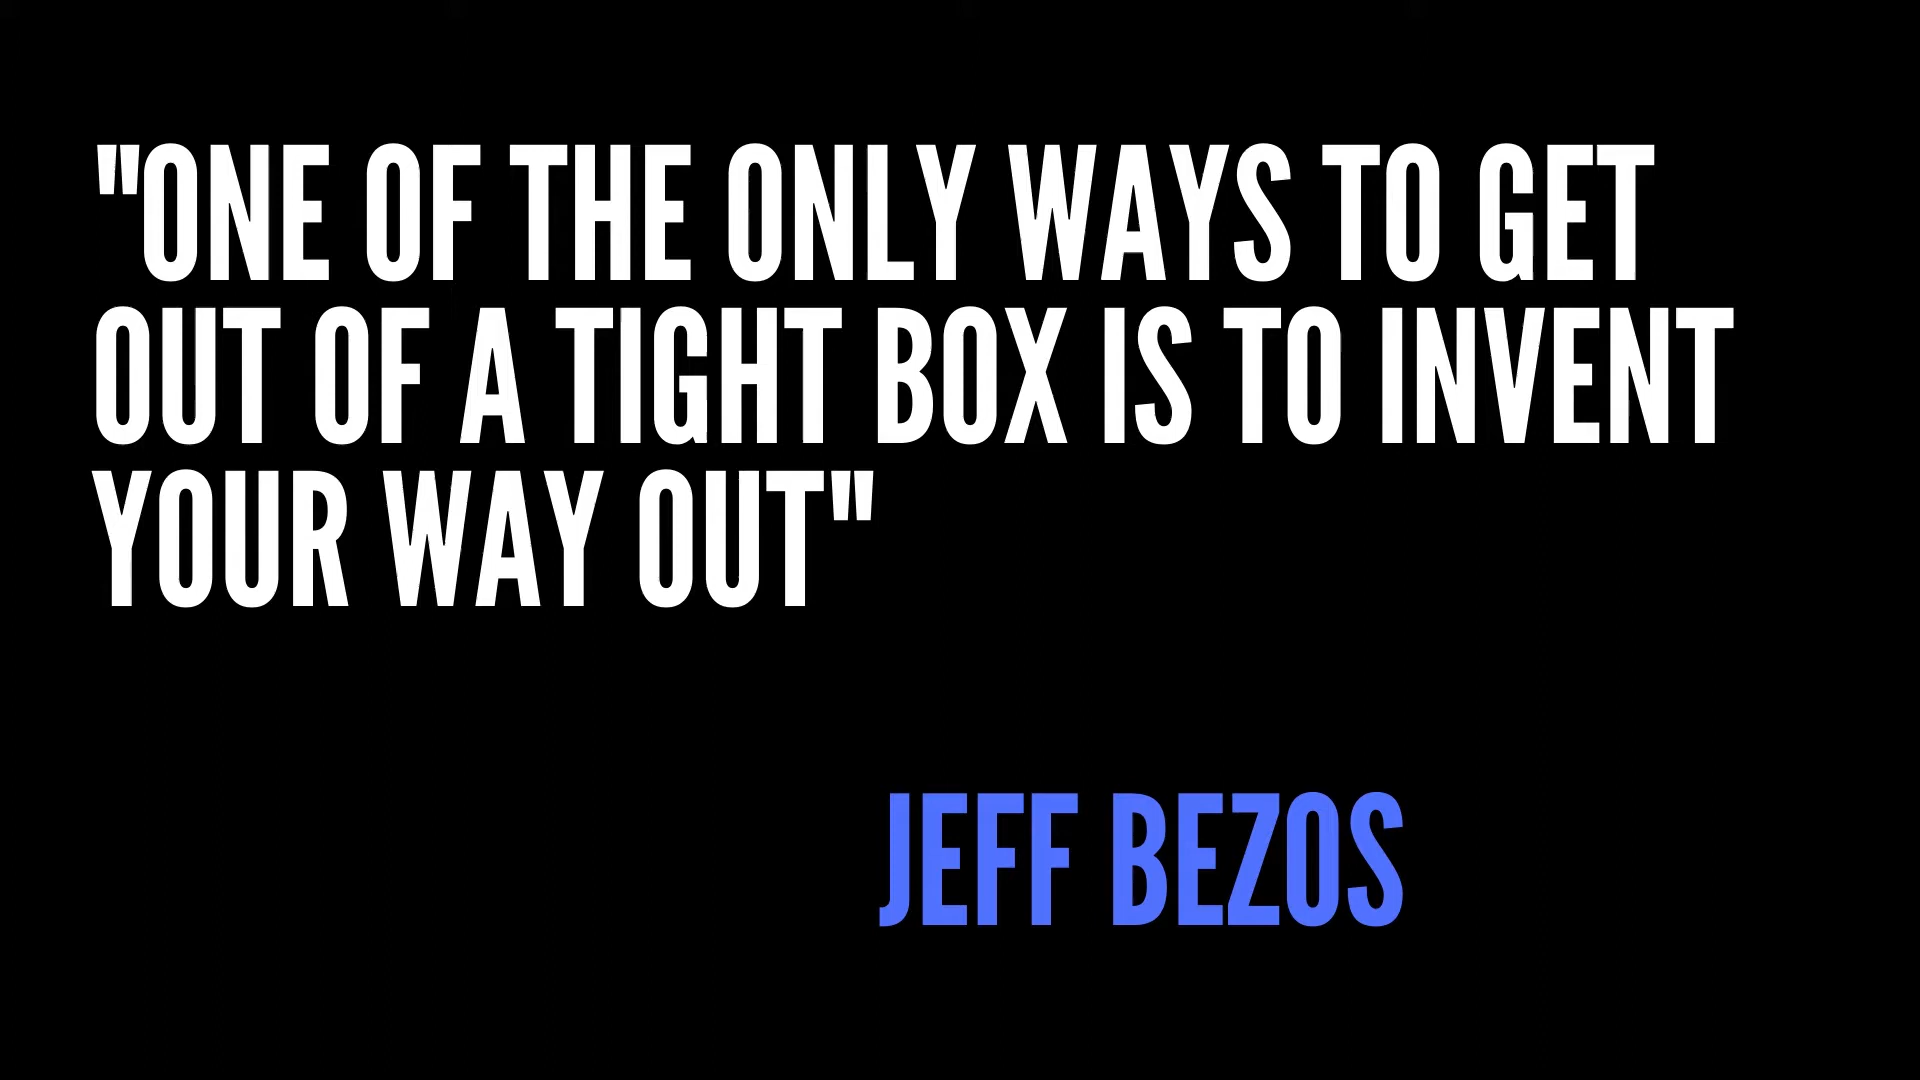 "ONE OF THE ONLY WAYS TO GET
OUT OF A TIGHT BOX IS TO INVENT
YOUR WAY OUT"
JEFF BEZOS